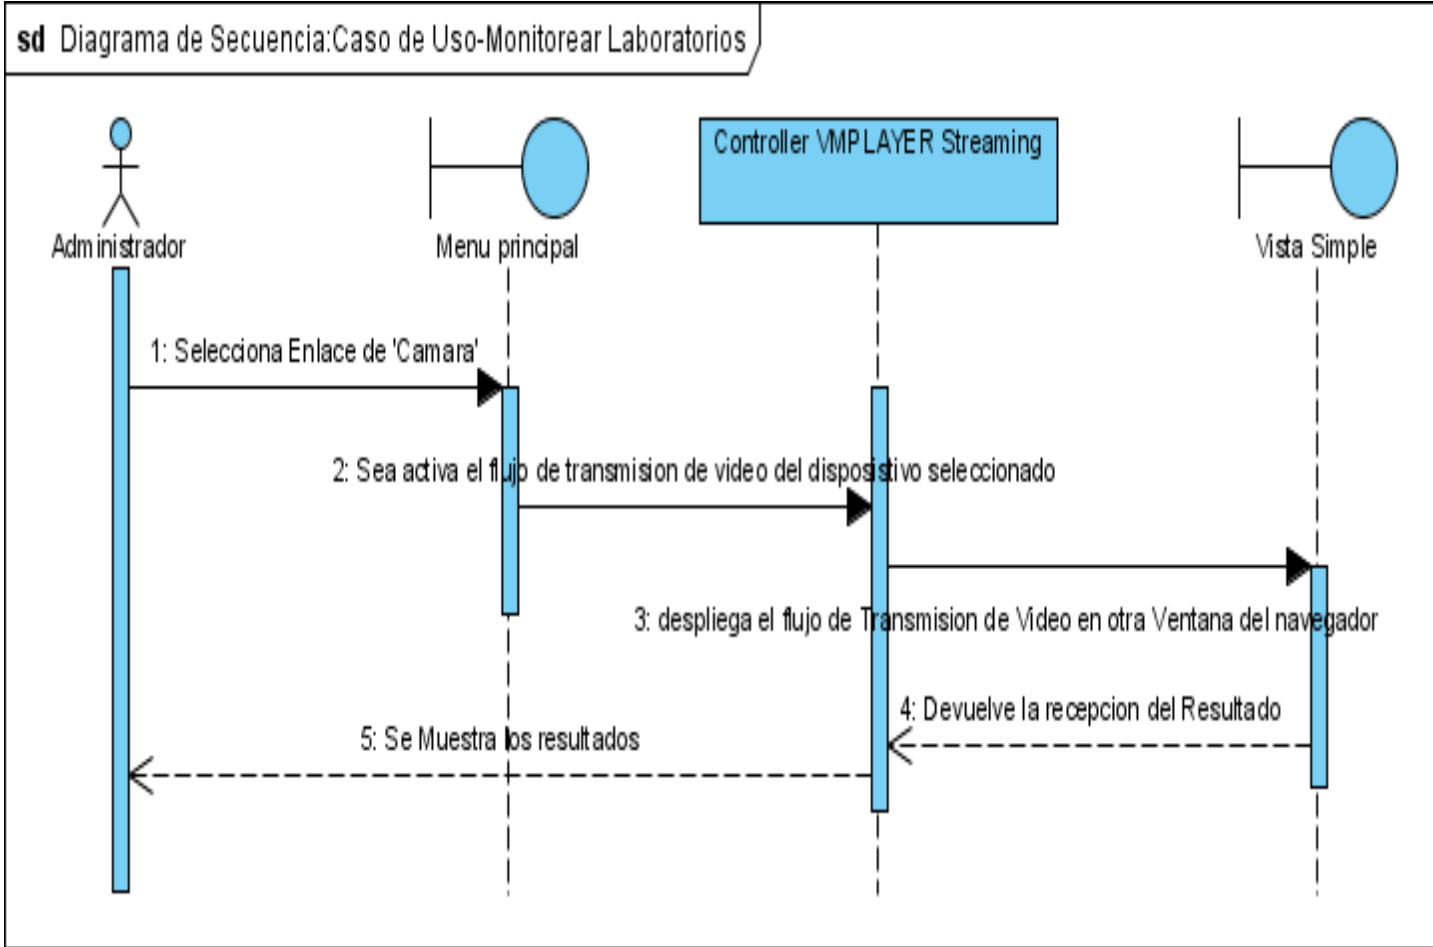 sd Diagrama de Secuencia:Caso de Uso-Monitorear Laboratorios
Administrador
Menu principal
Controller VMPLAYER Streaming
Vista Simple
1: Selecciona Enlace de 'Camara'
2: Sea activa el flujo de transmision de video del disposistivo seleccionado
3: despliega el flujo de Transmision de Video en otra Ventana del navegador
4: Devuelve la recepcion del Resultado
5: Se Muestra los resultados